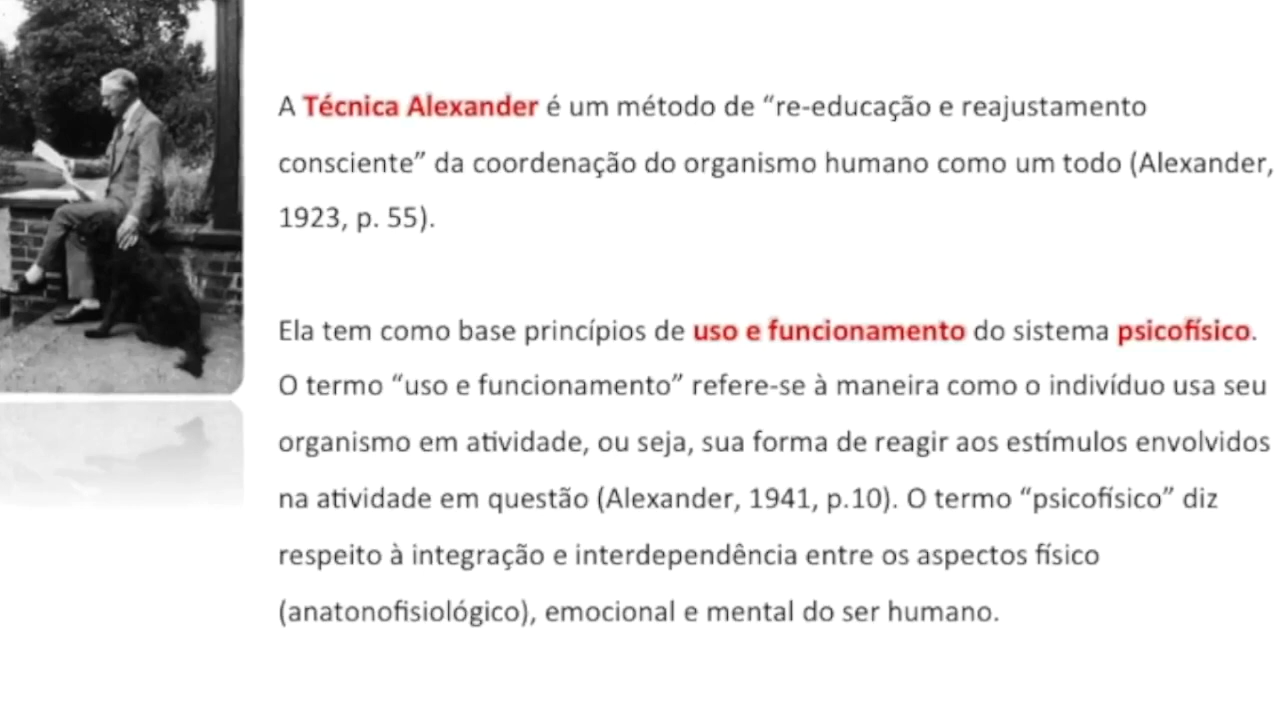 A Técnica Alexander é um método de “re-educação e reajustamento
consciente” da coordenação do organismo humano como um todo (Alexander,
1923, p. 55).
Ela tem como base princípios de uso e funcionamento do sistema psicofísico.
O termo “uso e funcionamento” refere-se à maneira como o indivíduo usa seu
organismo em atividade, ou seja, sua forma de reagir aos estímulos envolvidos
na atividade em questão (Alexander, 1941, p.10). O termo “psicofísico” diz
respeito à integração e interdependência entre os aspectos físico
(anatonofisiológico), emocional e mental do ser humano.